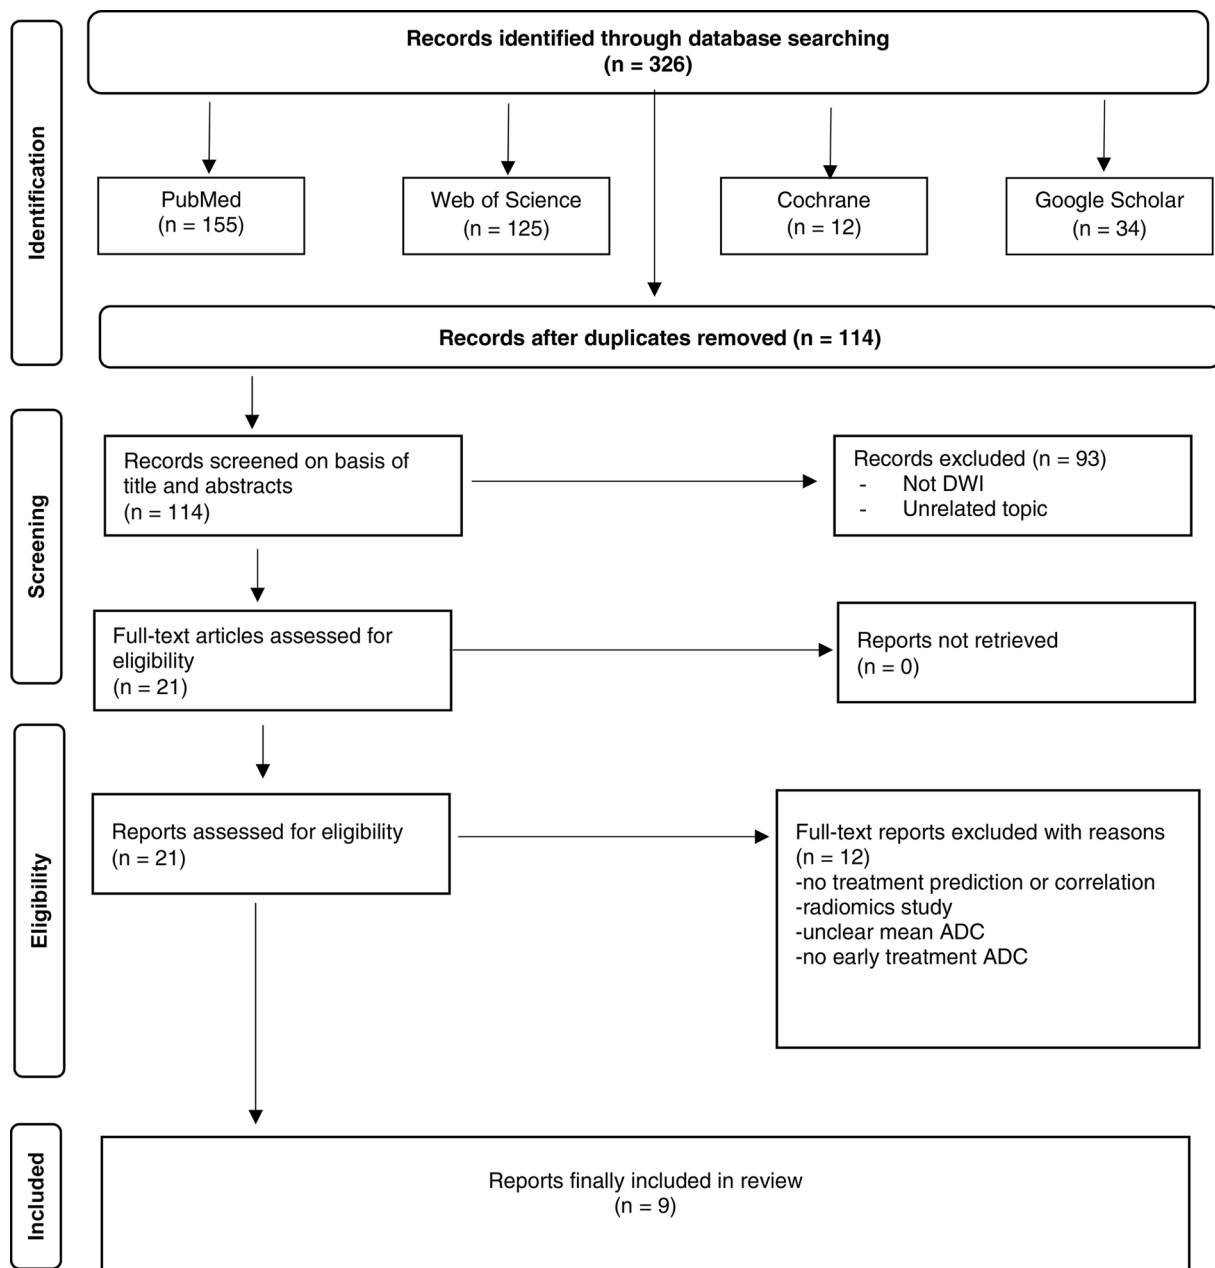 Identification
Records identified through database searching
(n = 326)
PubMed
(n = 155)
Web of Science
(n = 125)
Cochrane
(n = 12)
Google Scholar
(n = 34)
Records after duplicates removed (n = 114)
Screening
Records screened on basis of
title and abstracts
(n = 114)
Records excluded (n = 93)
- Not DWI
- Unrelated topic
Full-text articles assessed for
eligibility
(n = 21)
Reports not retrieved
(n = 0)
Eligibility
Reports assessed for eligibility
(n = 21)
Full-text reports excluded with reasons
(n = 12)
-no treatment prediction or correlation
-radiomics study
-unclear mean ADC
-no early treatment ADC
Included
Reports finally included in review
(n = 9)